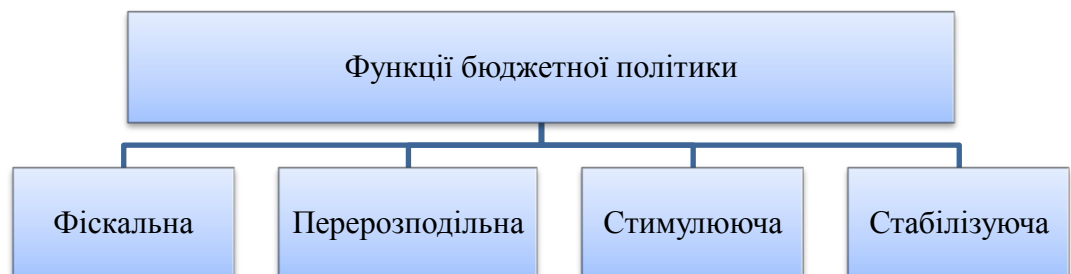 Функції бюджетної політики
Фіскальна
Перерозподільна
Стимулююча
Стабілізуюча